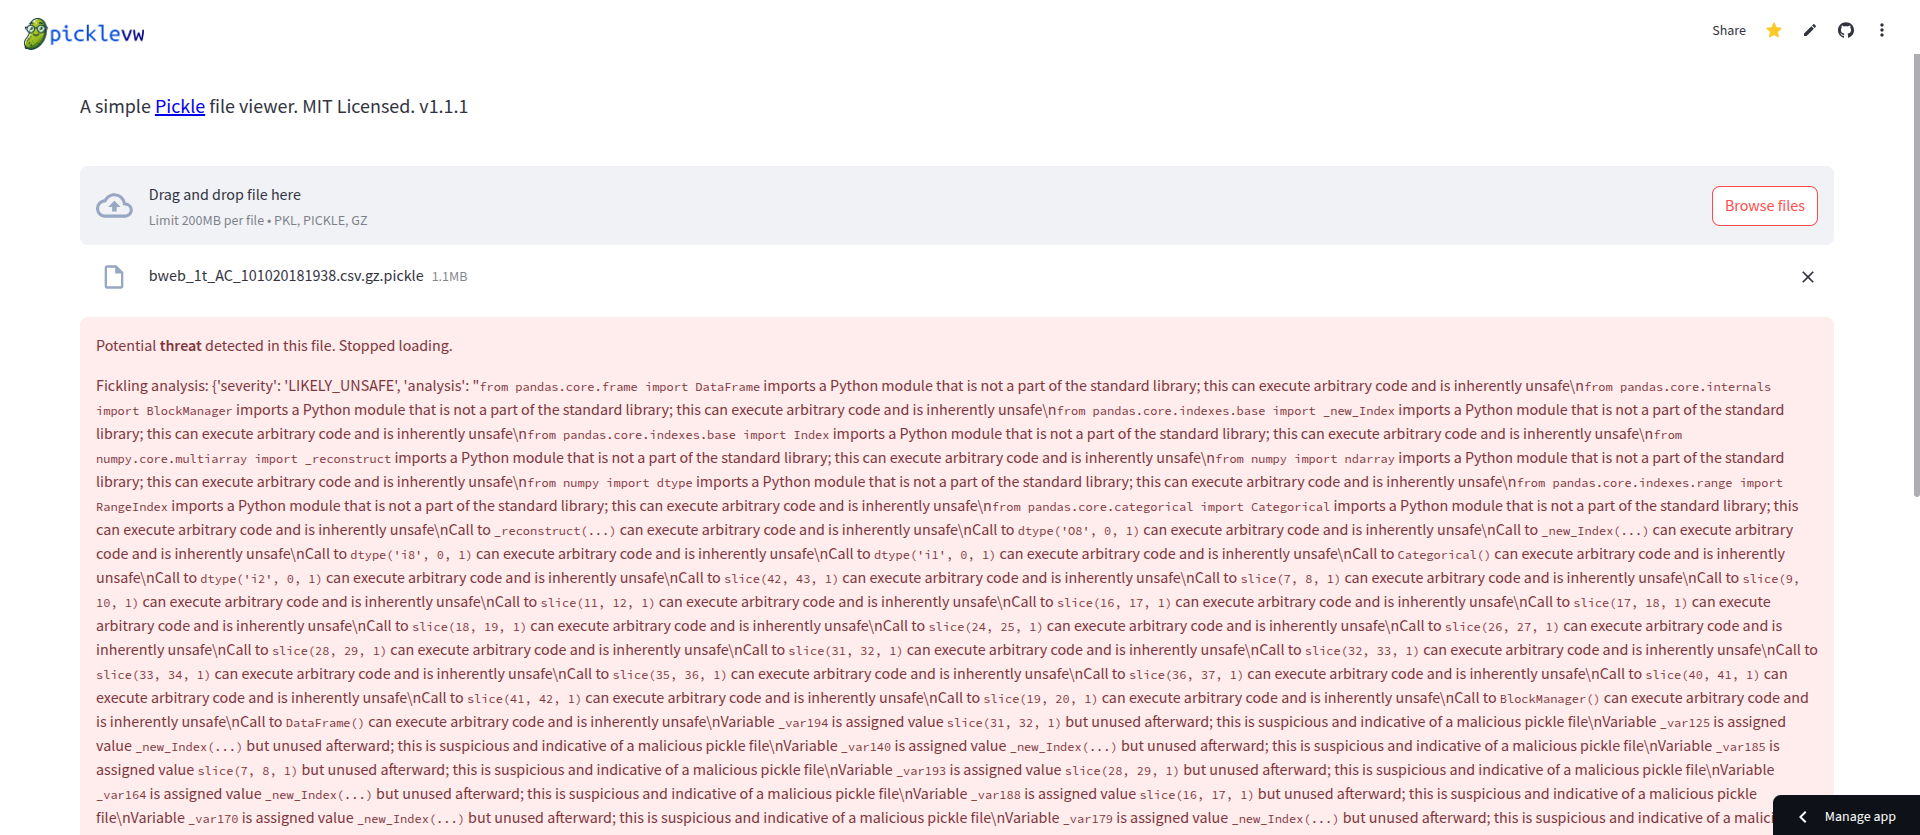 picklevw
Share
A simple Pickle file viewer. MIT Licensed. v1.1.1
Drag and drop file here
Limit 200MB per file • PKL, PICKLE, GZ
Browse files
bweb_1t_AC_101020181938.csv.gz.pickle 1.1MB
Potential threat detected in this file. Stopped loading.
Fickling analysis: {'severity': 'LIKELY_UNSAFE', 'analysis': "from pandas.core.frame import DataFrame imports a Python module that is not a part of the standard library; this can execute arbitrary code and is inherently unsafe\nfrom pandas.core.internals
import BlockManager imports a Python module that is not a part of the standard library; this can execute arbitrary code and is inherently unsafe\nfrom pandas.core.indexes.base import _new_Index imports a Python module that is not a part of the standard
library; this can execute arbitrary code and is inherently unsafe\nfrom pandas.core.indexes.base import Index imports a Python module that is not a part of the standard library; this can execute arbitrary code and is inherently unsafe\nfrom
numpy.core.multiarray import _reconstruct imports a Python module that is not a part of the standard library; this can execute arbitrary code and is inherently unsafe\nfrom numpy import ndarray imports a Python module that is not a part of the standard
library; this can execute arbitrary code and is inherently unsafe\nfrom numpy import dtype imports a Python module that is not a part of the standard library; this can execute arbitrary code and is inherently unsafe\nfrom pandas.core.indexes.range import
RangeIndex imports a Python module that is not a part of the standard library; this can execute arbitrary code and is inherently unsafe\nfrom pandas.core.categorical import Categorical imports a Python module that is not a part of the standard library; this
can execute arbitrary code and is inherently unsafe\nCall to _reconstruct(...) can execute arbitrary code and is inherently unsafe\nCall to dtype('O8', 0, 1) can execute arbitrary code and is inherently unsafe\nCall to _new_Index(...) can execute arbitrary
code and is inherently unsafe\nCall to dtype('i8', 0, 1) can execute arbitrary code and is inherently unsafe\nCall to dtype('i1', 0, 1) can execute arbitrary code and is inherently unsafe\nCall to Categorical() can execute arbitrary code and is inherently
unsafe\nCall to dtype('i2', 0, 1) can execute arbitrary code and is inherently unsafe\nCall to slice(42, 43, 1) can execute arbitrary code and is inherently unsafe\nCall to slice(7, 8, 1) can execute arbitrary code and is inherently unsafe\nCall to slice(9,
10, 1) can execute arbitrary code and is inherently unsafe\nCall to slice(11, 12, 1) can execute arbitrary code and is inherently unsafe\nCall to slice(16, 17, 1) can execute arbitrary code and is inherently unsafe\nCall to slice(17, 18, 1) can execute
arbitrary code and is inherently unsafe\nCall to slice(18, 19, 1) can execute arbitrary code and is inherently unsafe\nCall to slice(24, 25, 1) can execute arbitrary code and is inherently unsafe\nCall to slice(26, 27, 1) can execute arbitrary code and is
inherently unsafe\nCall to slice(28, 29, 1) can execute arbitrary code and is inherently unsafe\nCall to slice(31, 32, 1) can execute arbitrary code and is inherently unsafe\nCall to slice(32, 33, 1) can execute arbitrary code and is inherently unsafe\nCall to
slice(33, 34, 1) can execute arbitrary code and is inherently unsafe\nCall to slice(35, 36, 1) can execute arbitrary code and is inherently unsafe\nCall to slice(36, 37, 1) can execute arbitrary code and is inherently unsafe\nCall to slice(40, 41, 1) can
execute arbitrary code and is inherently unsafe\nCall to slice(41, 42, 1) can execute arbitrary code and is inherently unsafe\nCall to slice(19, 20, 1) can execute arbitrary code and is inherently unsafe\nCall to BlockManager() can execute arbitrary code and
is inherently unsafe\nCall to DataFrame() can execute arbitrary code and is inherently unsafe\nVariable _var194 is assigned value slice(31, 32, 1) but unused afterward; this is suspicious and indicative of a malicious pickle file\nVariable _var125 is assigned
value _new_Index(...) but unused afterward; this is suspicious and indicative of a malicious pickle file\nVariable _var140 is assigned value _new_Index(...) but unused afterward; this is suspicious and indicative of a malicious pickle file\nVariable _var185 is
assigned value slice(7, 8, 1) but unused afterward; this is suspicious and indicative of a malicious pickle file\nVariable _var193 is assigned value slice(28, 29, 1) but unused afterward; this is suspicious and indicative of a malicious pickle file\nVariable
_var164 is assigned value _new_Index(...) but unused afterward; this is suspicious and indicative of a malicious pickle file\nVariable _var188 is assigned value slice(16, 17, 1) but unused afterward; this is suspicious and indicative of a malicious pickle
file\nVariable _var170 is assigned value _new_Index(...) but unused afterward; this is suspicious and indicative of a malicious pickle file\nVariable _var179 is assigned value _new_Index(...) but unused afterward; this is suspicious and indicative of a malici
Manage app